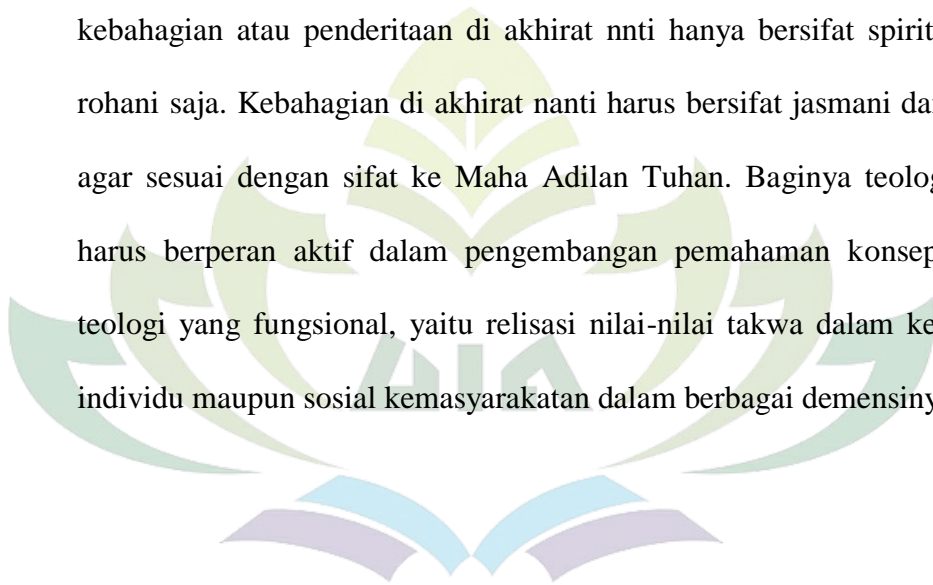 kebahagian atau penderitaan di akhirat nnti hanya bersifat spirit
rohani saja. Kebahagian di akhirat nanti harus bersifat jasmani dan
agar sesuai dengan sifat ke Maha Adilan Tuhan. Baginya teolog
harus berperan aktif dalam pengembangan pemahaman konsep
teologi yang fungsional, yaitu relisasi nilai-nilai takwa dalam ke
individu maupun sosial kemasyarakatan dalam berbagai demensiny